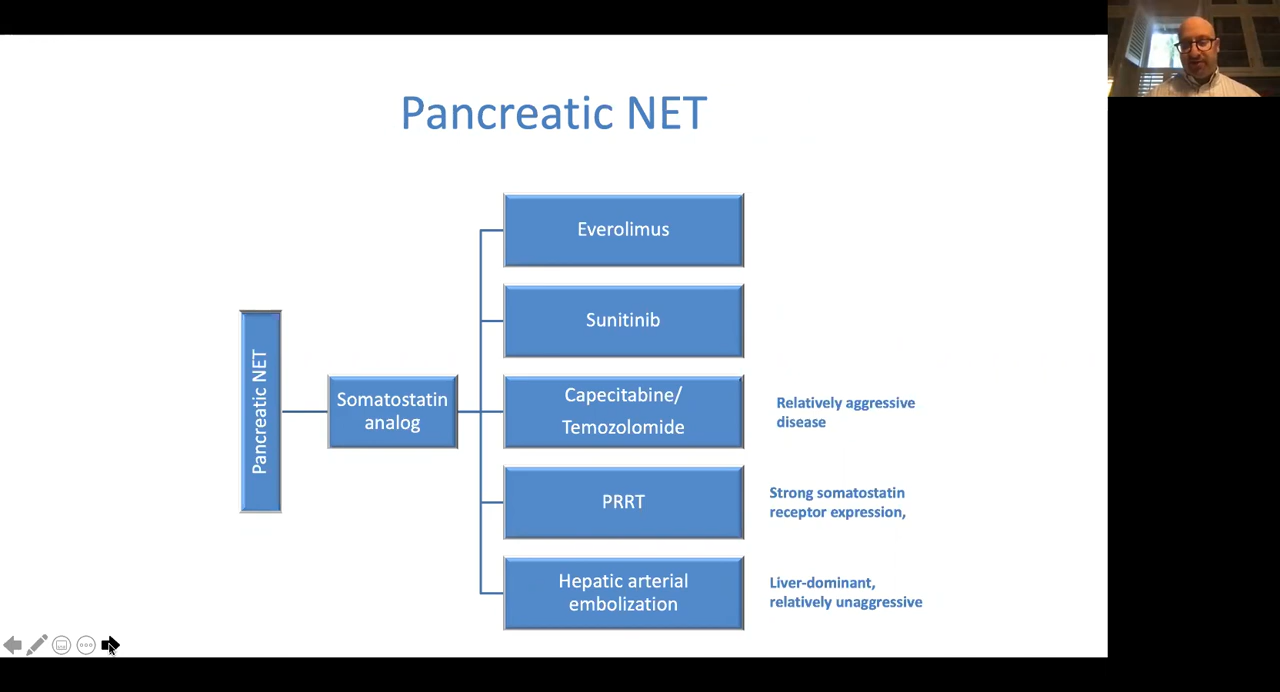 Pancreatic NET
Pancreatic NET
Somatostatin
analog
Everolimus
Sunitinib
Capecitabine/
Temozolomide
Relatively aggressive
disease
PRRT
Strong somatostatin
receptor expression,
Hepatic arterial
embolization
Liver-dominant,
relatively unaggressive